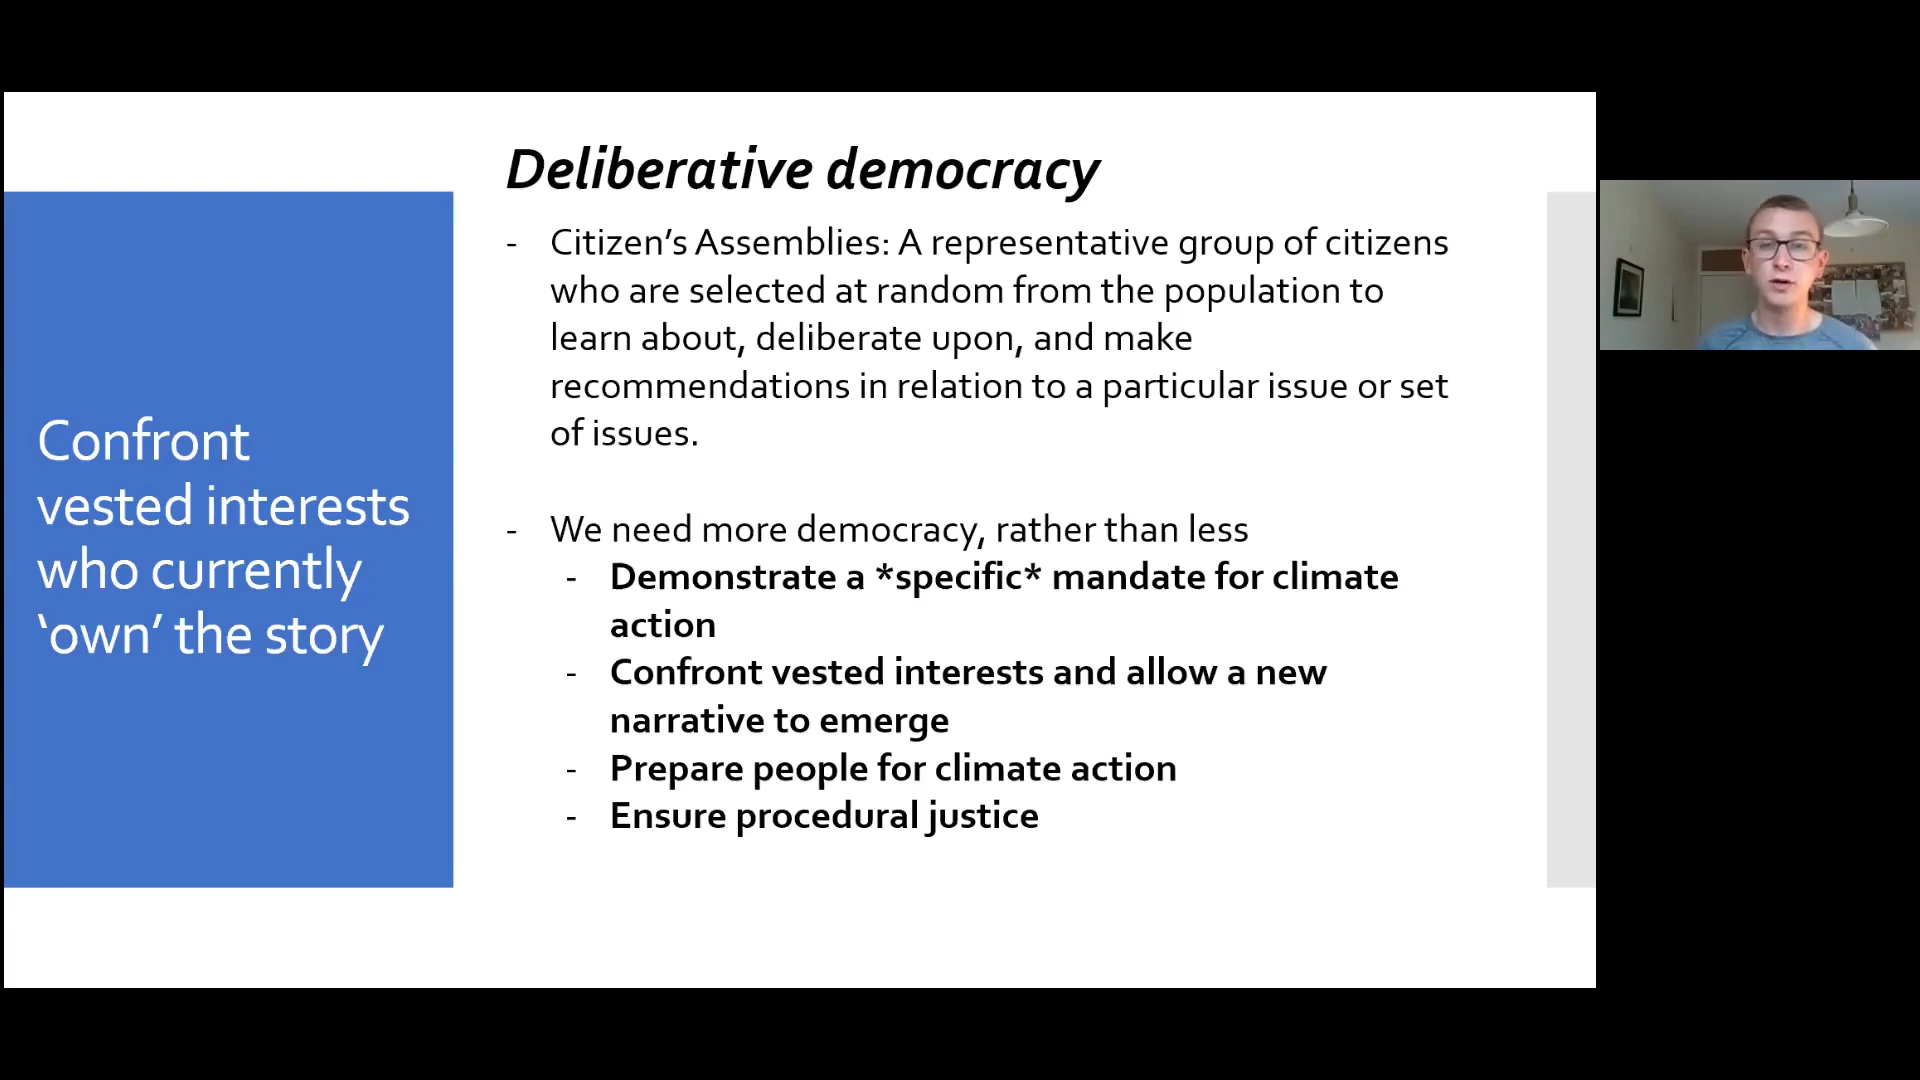 Confront
vested interests
who currently
‘own’ the story
Deliberative democracy
- Citizen’s Assemblies: A representative group of citizens
who are selected at random from the population to
learn about, deliberate upon, and make
recommendations in relation to a particular issue or set
of issues.
- We need more democracy, rather than less
- Demonstrate a *specific* mandate for climate
action
- Confront vested interests and allow a new
narrative to emerge
- Prepare people for climate action
- Ensure procedural justice